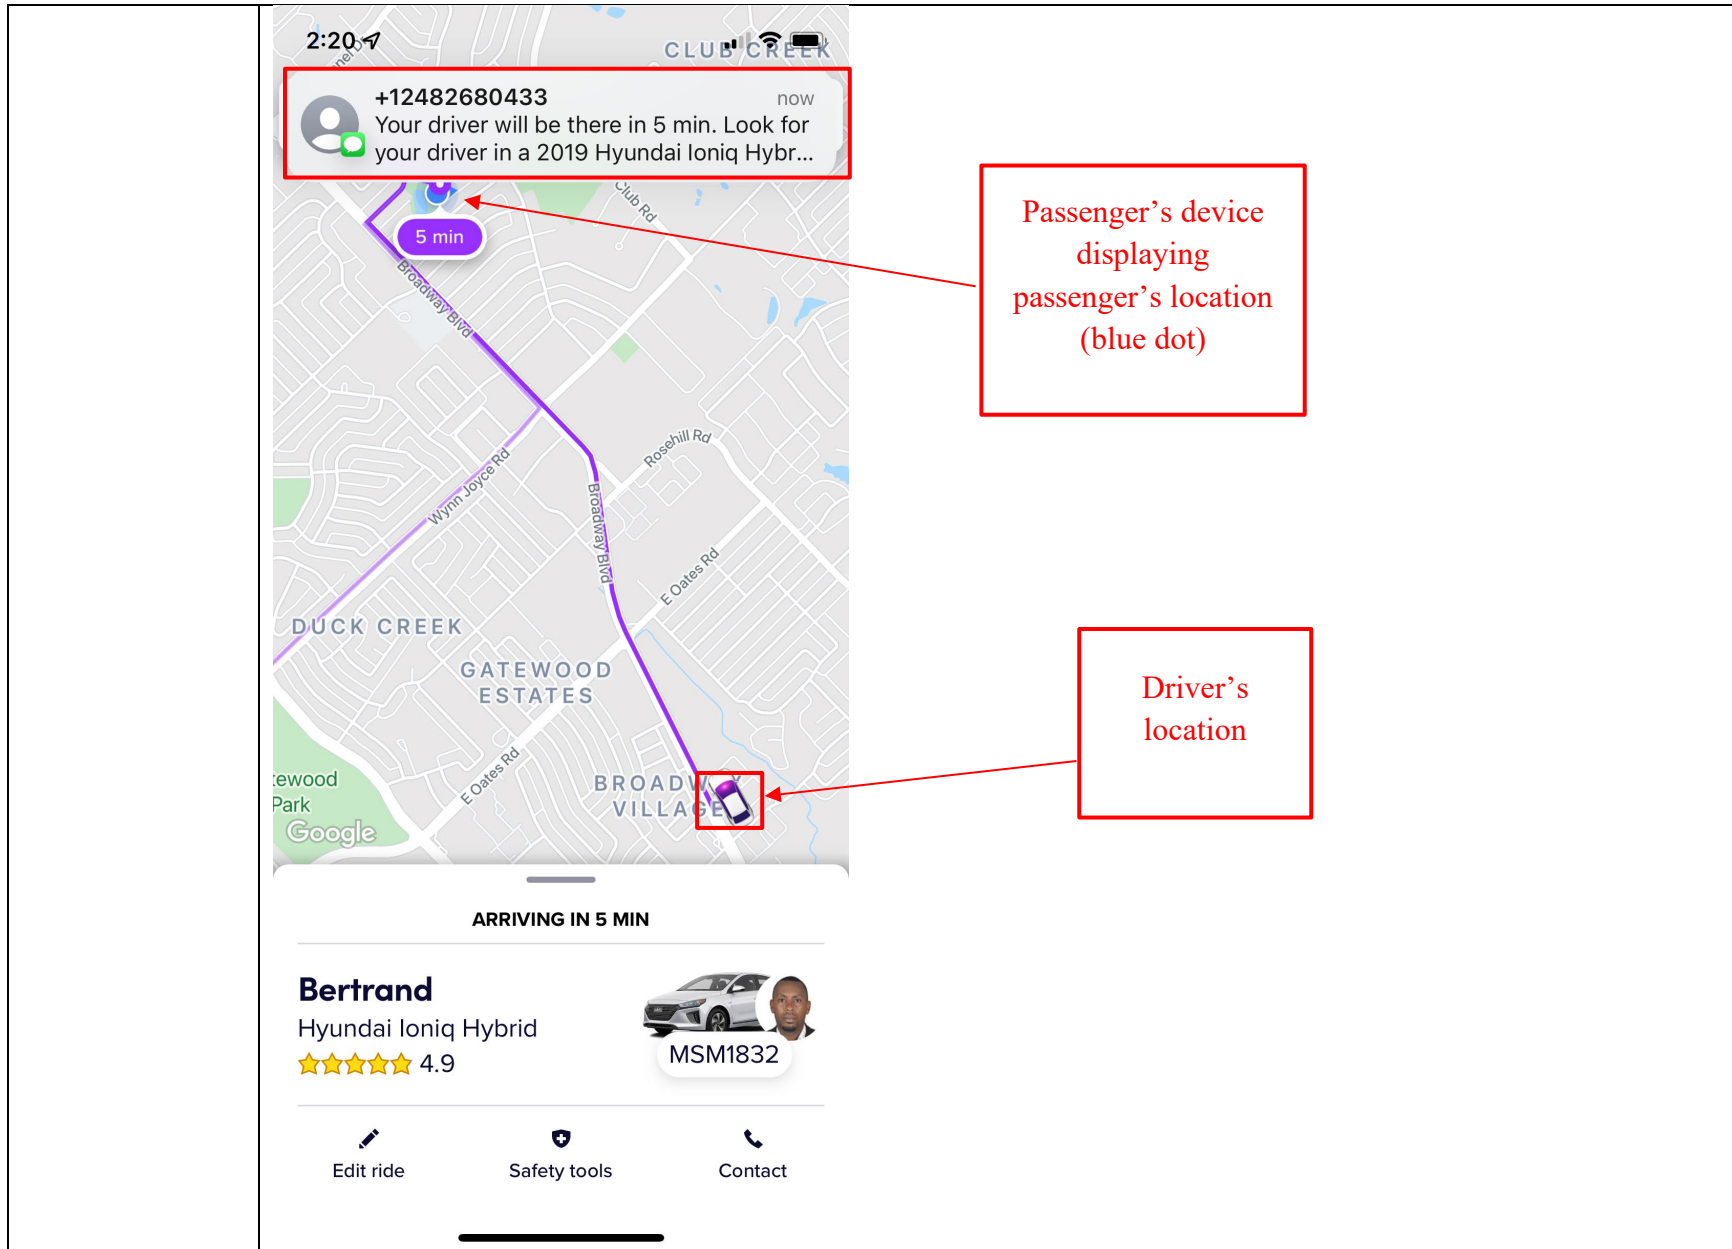 2:20
CLUB CREEK
+12482680433
now
Your driver will be there in 5 min. Look for
your driver in a 2019 Hyundai Ioniq Hybr...
Club Rd
5 min
Broadway Blvd
Passenger's device
displaying
passenger's location
(blue dot)
Rosehill Rd
Wynn Joyce Rd
Broadway Blvd
E Oates Rd
DUCK CREEK
GATEWOOD
ESTATES
Driver's
location
E Oates Rd
ewood
Park
BROADW
VILLAGE
Google
ARRIVING IN 5 MIN
Bertrand
Hyundai Ioniq Hybrid
4.9
MSM1832
Edit ride
Safety tools
Contact